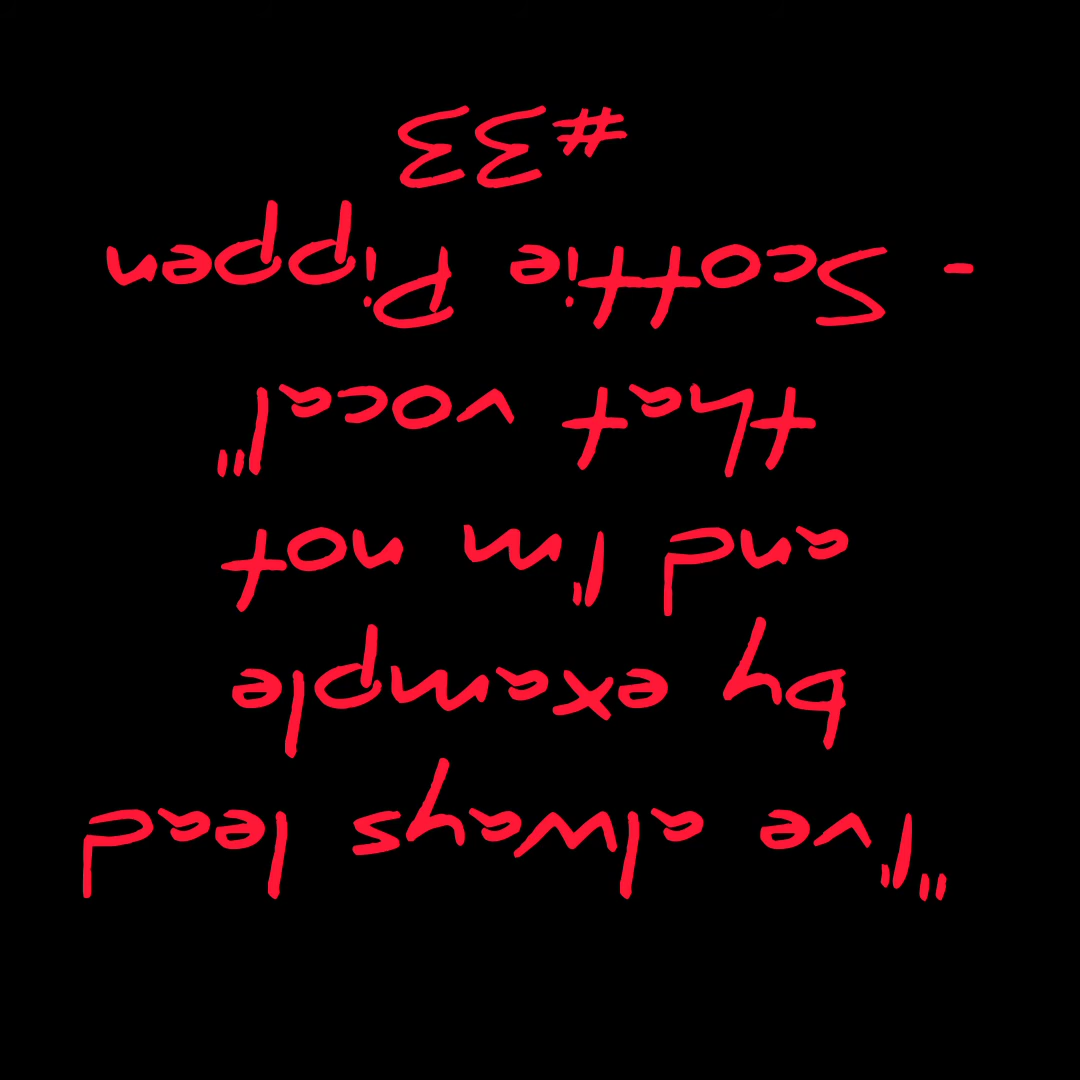 "I've always lead
by example
and I'm not
that vocal"
- Scottie Pippen
#33